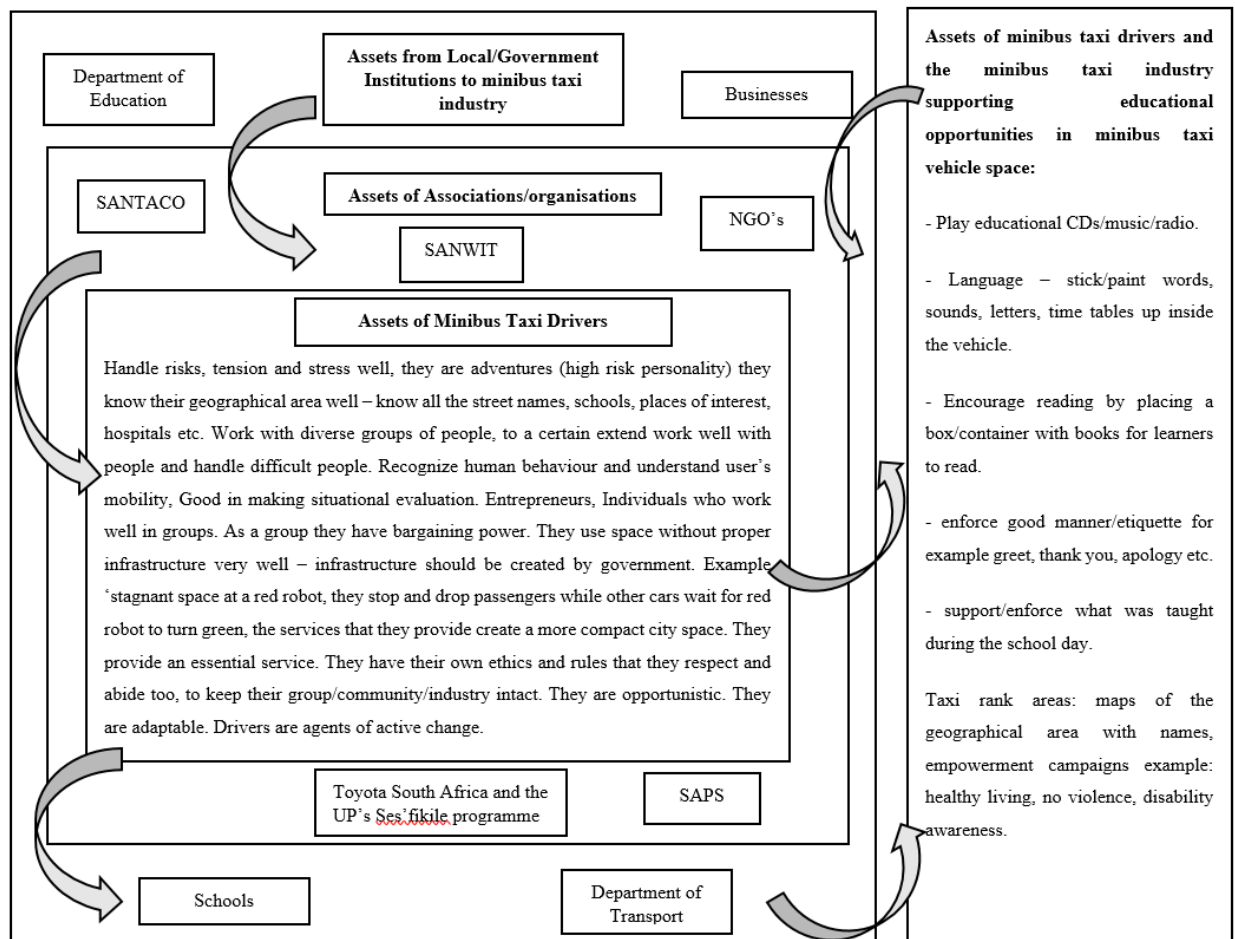 Department of
Education
Assets from Local/Government
Institutions to minibus taxi
industry
Businesses
SANTACO
Assets of Associations/organisations
SANWIT
NGO's
Assets of Minibus Taxi Drivers
Handle risks, tension and stress well, they are adventures (high risk personality) they
know their geographical area well – know all the street names, schools, places of interest,
hospitals etc. Work with diverse groups of people, to a certain extend work well with
people and handle difficult people. Recognize human behaviour and understand user's
mobility, Good in making situational evaluation. Entrepreneurs, Individuals who work
well in groups. As a group they have bargaining power. They use space without proper
infrastructure very well – infrastructure should be created by government. Example
‘stagnant space at a red robot, they stop and drop passengers while other cars wait for red
robot to turn green, the services that they provide create a more compact city space. They
provide an essential service. They have their own ethics and rules that they respect and
abide too, to keep their group/community/industry intact. They are opportunistic. They
are adaptable. Drivers are agents of active change.
Toyota South Africa and the
UP's Ses'fikile programme
SAPS
Schools
Department of
Transport
Assets of minibus taxi drivers and
the minibus taxi industry
supporting educational
opportunities in minibus taxi
vehicle space:
- Play educational CDs/music/radio.
- Language – stick/paint words,
sounds, letters, time tables up inside
the vehicle.
- Encourage reading by placing a
box/container with books for learners
to read.
- enforce good manner/etiquette for
example greet, thank you, apology etc.
- support/enforce what was taught
during the school day.
Taxi rank areas: maps of the
geographical area with names,
empowerment campaigns example:
healthy living, no violence, disability
awareness.